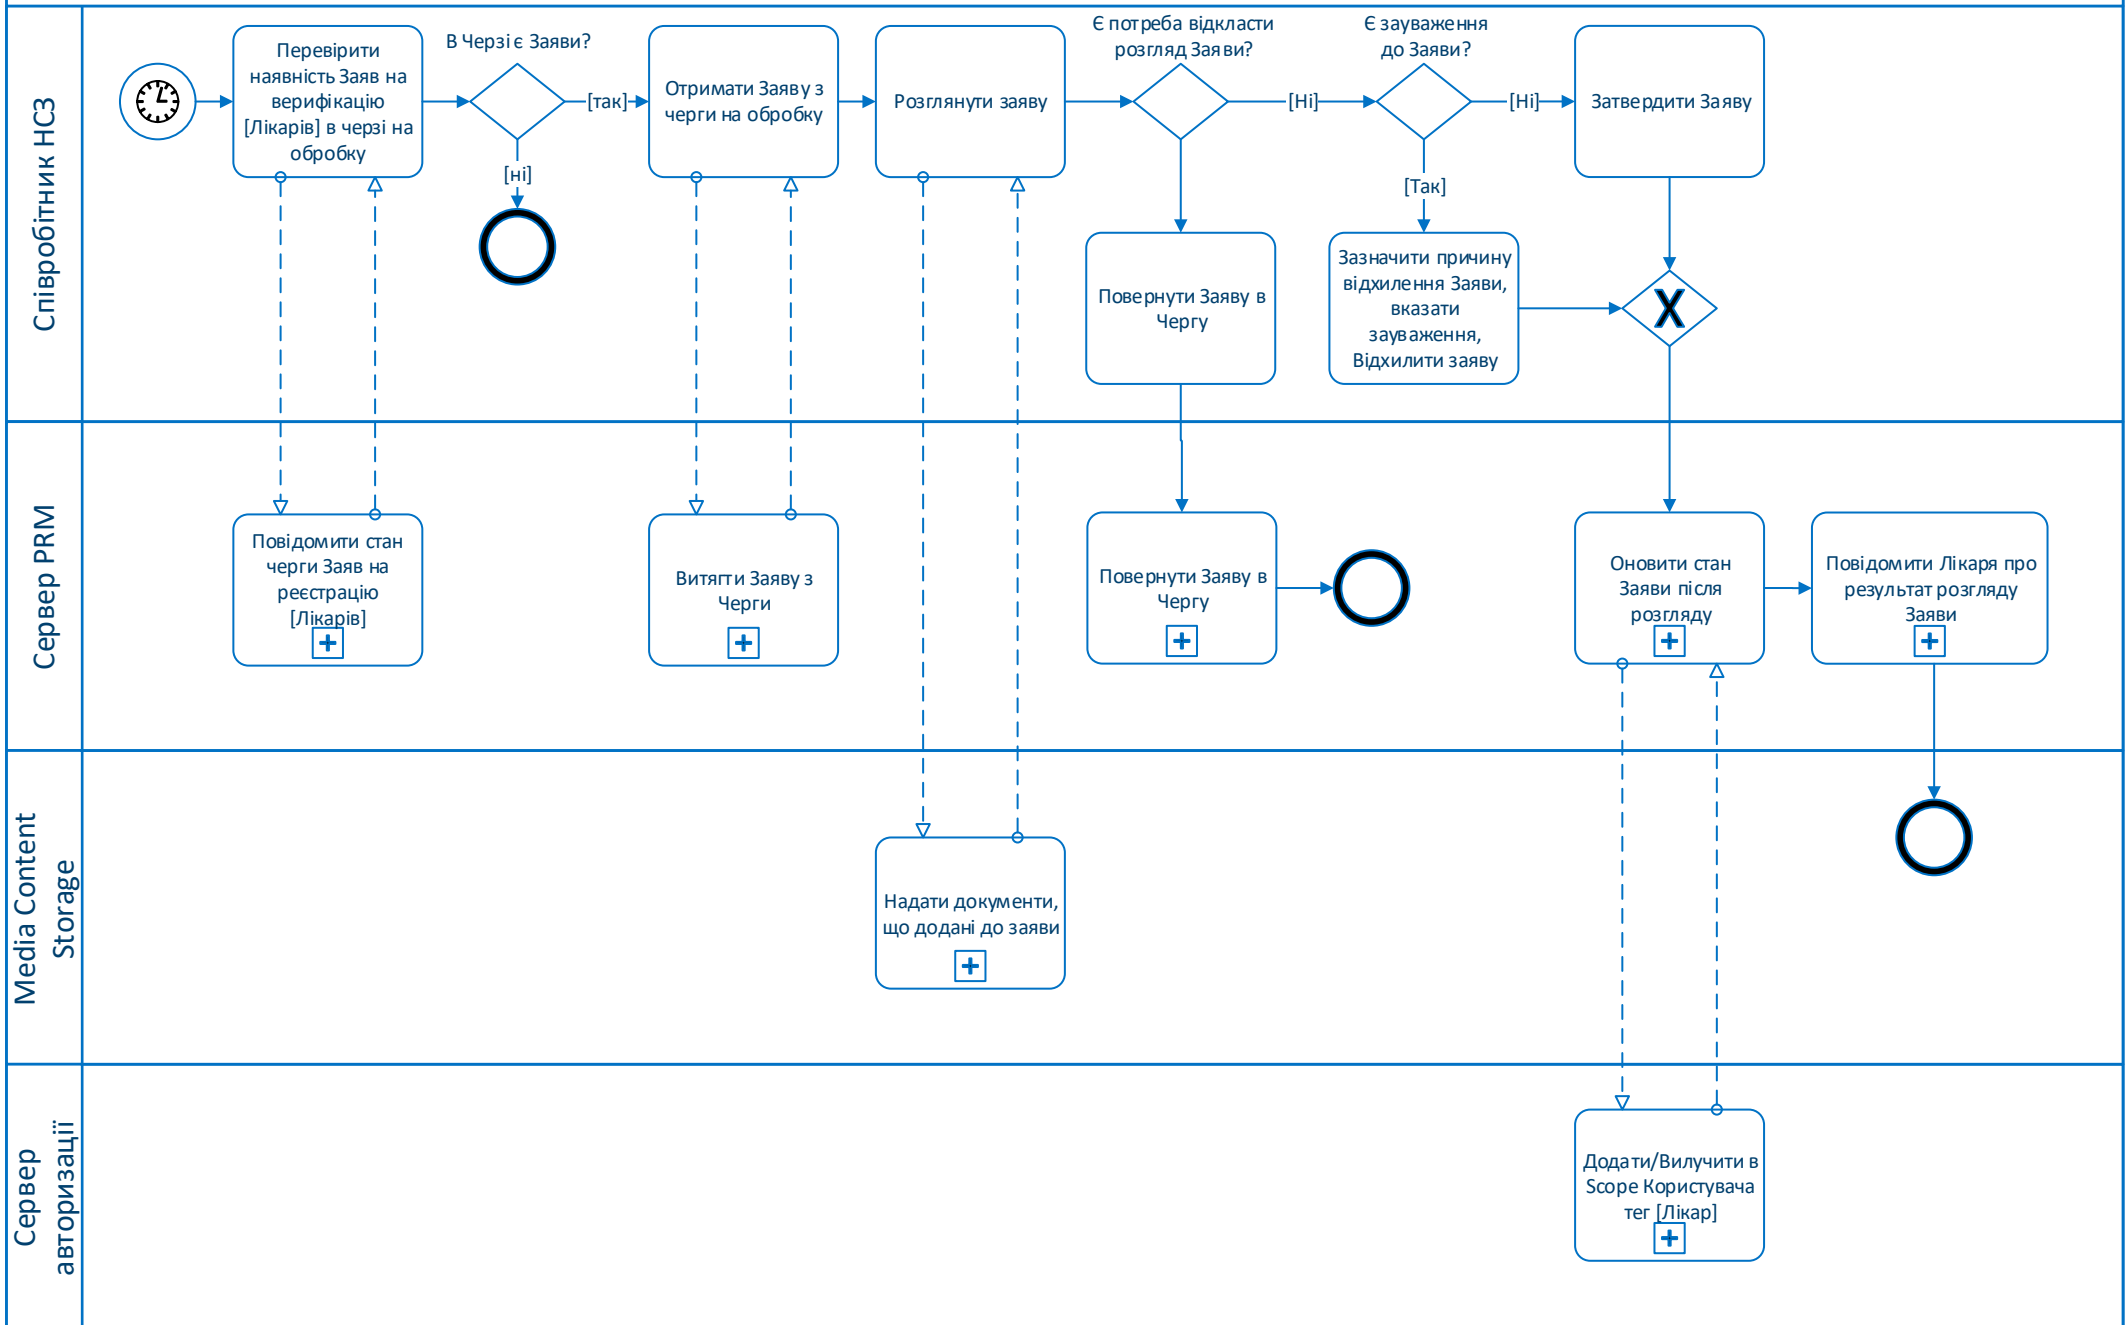 Співробітник НСЗ
Перевірити
наявність Заяв на
верифікацію
[Лікарів] в черзі на
обробку
В Черзі є Заяви?
[так]
[ні]
Отримати Заяву з
черги на обробку
Розглянути заяву
Є потреба відкласти
розгляд Заяви?
[Ні]
Є зауваження
до Заяви?
[Ні]
[Так]
Затвердити Заяву
Повернути Заяву в
Чергу
Зазначити причину
відхилення Заяви,
вказати
зауваження,
Відхилити заяву
X
Сервер PRM
Повідомити стан
черги Заяв на
реєстрацію
[Лікарів]
Витягти Заяву з
Черги
Повернути Заяву в
Чергу
Оновити стан
Заяви після
розгляду
Повідомити Лікаря про
результат розгляду
Заяви
Media Content
Storage
Надати документи,
що додані до заяви
Сервер
авторизації
Додати/Вилучити в
Scope Користувача
тег [Лікар]